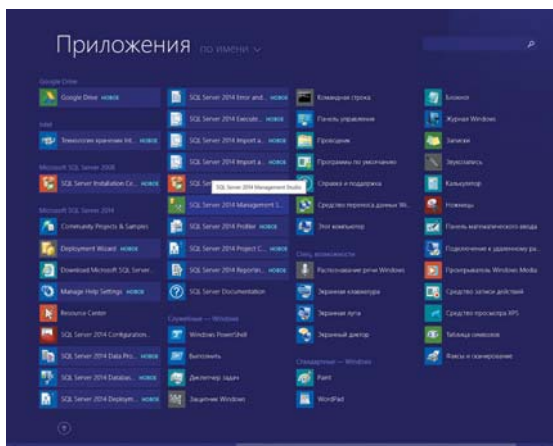 Приложения по имени
Google Drive
Google Drive НОВОЕ
Intel
Технология хранения Int... НОВОЕ
Microsoft SQL Server 2008
SQL Server Installation Ce... НОВОЕ
Microsoft SQL Server 2014
Community Projects & Samples
Deployment Wizard НОВОЕ
Download Microsoft SQL Server...
Manage Help Settings НОВОЕ
Resource Center
SQL Server 2014 Configuration...
SQL Server 2014 Data Pro... НОВОЕ
SQL Server 2014 Databas... НОВОЕ
SQL Server 2014 Deploym... НОВОЕ
SQL Server 2014 Error and... НОВОЕ
SQL Server 2014 Execute... НОВОЕ
SQL Server 2014 Import a... НОВОЕ
SQL Server 2014 Import a... НОВОЕ
SQL Server 2014 Management Studio
SQL Server 2014 Management S...
SQL Server 2014 Profiler НОВОЕ
SQL Server 2014 Project C... НОВОЕ
SQL Server 2014 Reportin... НОВОЕ
SQL Server Documentation
Служебные — Windows
Windows PowerShell
Выполнить
Диспетчер задач
Защитник Windows
Командная строка
Панель управления
Проводник
Программы по умолчанию
Справка и поддержка
Средство переноса данных Wi...
Этот компьютер
Спец. возможности
Распознавание речи Windows
Экранная клавиатура
Экранная лупа
Экранный диктор
Стандартные — Windows
Paint
WordPad
Блокнот
Журнал Windows
Записки
Звукозапись
Калькулятор
Ножницы
Панель математического ввода
Подключение к удаленному ра...
Проигрыватель Windows Media
Средство записи действий
Средство просмотра XPS
Таблица символов
Факсы и сканирование